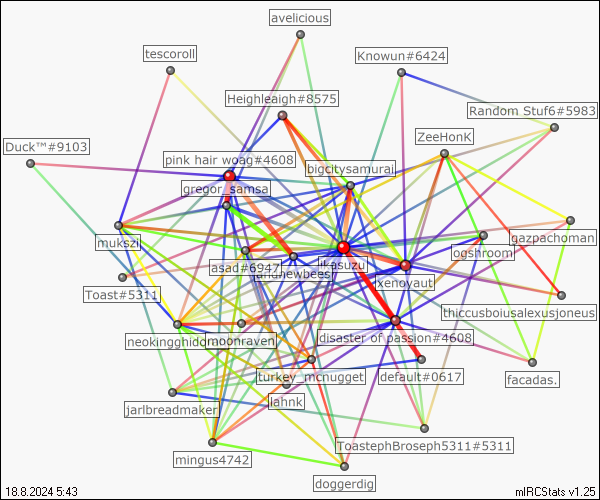 avelicious
tescoroll
Knowun#6424
Heighleaigh#8575
Random Stuf6#5983
ZeeHonK
Duck™#9103
pink hair woag#4608
bigcitysamurai
gregor_samsa
mukszil
ogshroom
gazpachoman
asad#6947
andnewbees
ikasuzu
xenoyaut
Toast#5311
thiccusboiusalexusjoneus
neokingghidorah
moonraven
disaster of passion#4608
turkey_mcnugget
default#0617
facadas.
jarlbreadmaker
lahnk
ToastephBroseph5311#5311
mingus4742
doggerdig
18.8.2024 5:43
mIRCStats v1.25